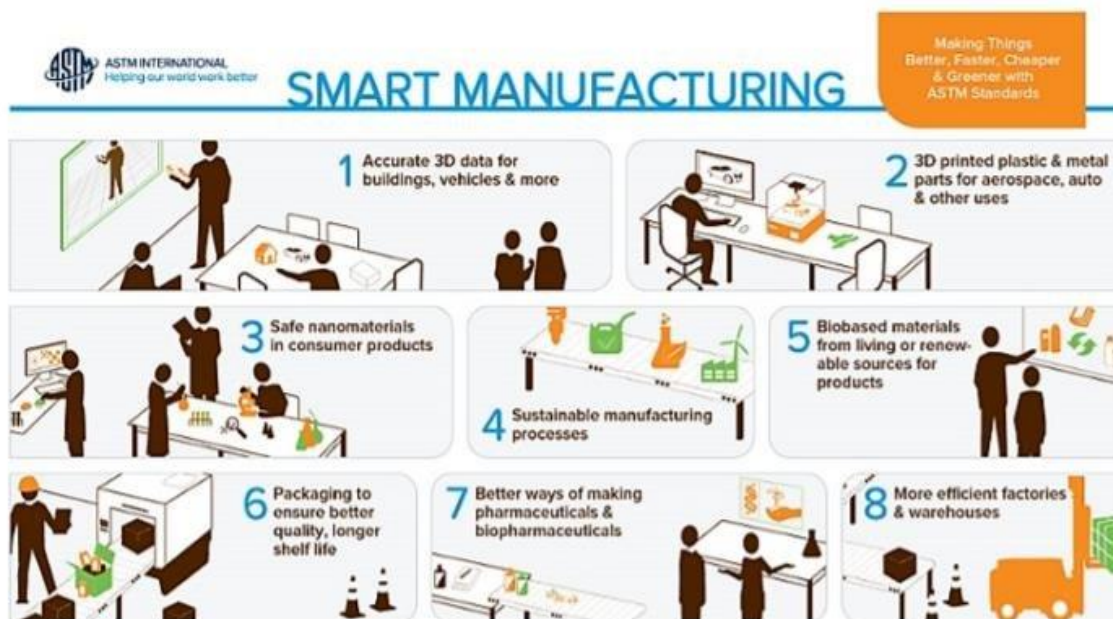 ASTM INTERNATIONAL
Helping our world work better
SMART MANUFACTURING
Making Things
Better, Faster, Cheaper
& Greener with
ASTM Standards
1 Accurate 3D data for
buildings, vehicles & more
2 3D printed plastic & metal
parts for aerospace, auto
& other uses
3 Safe nanomaterials
in consumer products
4 Sustainable manufacturing
processes
5 Biobased materials
from living or renew-
able sources for
products
6 Packaging to
ensure better
quality, longer
shelf life
7 Better ways of making
pharmaceuticals &
biopharmaceuticals
8 More efficient factories
& warehouses